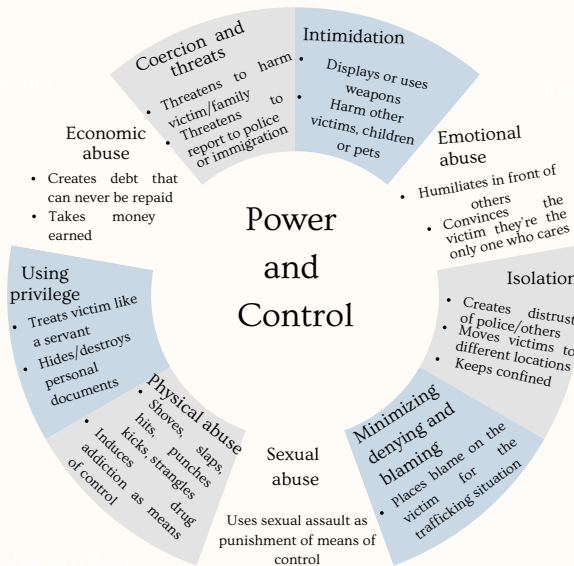 Power
and
Control
Coercion and
threats
• Threatens to harm
victim/family
• Threatens to
report to police
or immigration
Intimidation
• Displays or uses
weapons
• Harm other
victims, children
or pets
Emotional
abuse
• Humiliates in front of
others
• Convinces the
victim they're the
only one who cares
Isolation
• Creates distrust
of police/others
• Moves victims to
different locations
• Keeps confined
Minimizing
denying and
blaming
• Places blame on the
victim for the
trafficking situation
Sexual
abuse
Uses sexual assault as
punishment of means of
control
Physical abuse
• Shoves, slaps,
hits, punches
kicks, strangles
• Induces drug
addiction as means
of control
Using
privilege
• Treats victim like
a servant
• Hides/destroys
personal
documents
Economic
abuse
• Creates debt that
can never be repaid
• Takes money
earned